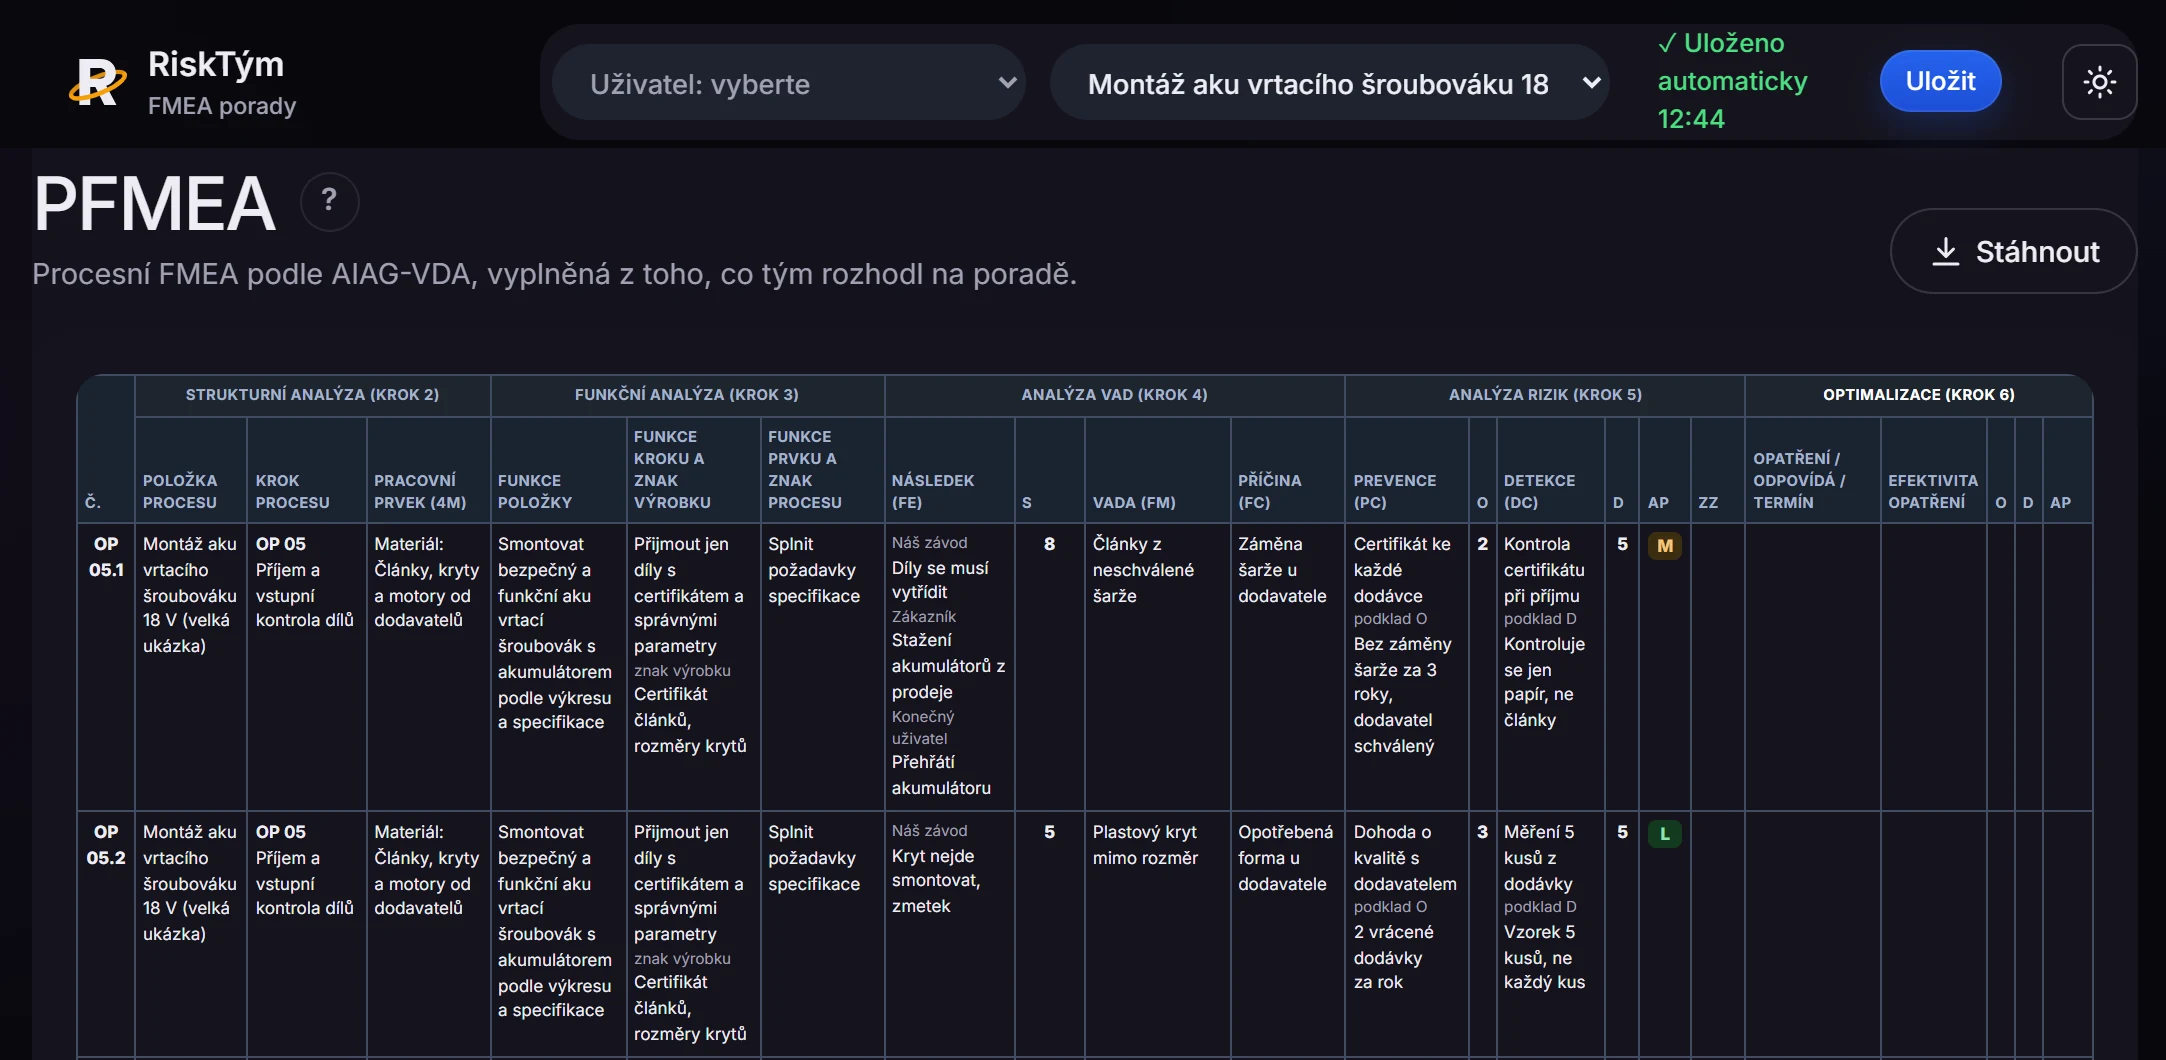 RiskTým
FMEA porady
Uživatel: vyberte
Montáž aku vrtacího šroubováku 18
✓ Uloženo
automaticky
12:44
Uložit
PFMEA
?
Procesní FMEA podle AIAG-VDA, vyplněná z toho, co tým rozhodl na poradě.
Stáhnout
STRUKTURNÍ ANALÝZA (KROK 2)
FUNKČNÍ ANALÝZA (KROK 3)
ANALÝZA VAD (KROK 4)
ANALÝZA RIZIK (KROK 5)
OPTIMALIZACE (KROK 6)
Č.
POLOŽKA
PROCESU
KROK
PROCESU
PRACOVNÍ
PRVEK (4M)
FUNKCE
POLOŽKY
FUNKCE
KROKU A
ZNAK
VÝROBKU
FUNKCE
PRVKU A
ZNAK
PROCESU
NÁSLEDEK
(FE)
S
VADA (FM)
PŘÍČINA
(FC)
PREVENCE
(PC)
O
DETEKCE
(DC)
D
AP
ZZ
OPATŘENÍ /
ODPOVÍDÁ /
TERMÍN
EFEKTIVITA
OPATŘENÍ
O
D
AP
OP
05.1
Montáž aku
vrtacího
šroubováku
18 V (velká
ukázka)
OP 05
Příjem a
vstupní
kontrola dílů
Materiál:
Články, kryty
a motory od
dodavatelů
Smontovat
bezpečný a
funkční aku
vrtací
šroubovák s
akumulátorem
podle výkresu
a specifikace
Přijmout jen
díly s
certifikátem a
správnými
parametry
znak výrobku
Certifikát
článků,
rozměry krytů
Splnit
požadavky
specifikace
Náš závod
Díly se musí
vytřídit
Zákazník
Stažení
akumulátorů z
prodeje
Konečný
uživatel
Přehřátí
akumulátoru
8
Články z
neschválené
šarže
Záměna
šarže u
dodavatele
Certifikát ke
každé
dodávce
podklad O
Bez záměny
šarže za 3
roky,
dodavatel
schválený
2
Kontrola
certifikátu
při příjmu
podklad D
Kontroluje
se jen
papír, ne
články
5
M
OP
05.2
Montáž aku
vrtacího
šroubováku
18 V (velká
ukázka)
OP 05
Příjem a
vstupní
kontrola dílů
Materiál:
Články, kryty
a motory od
dodavatelů
Smontovat
bezpečný a
funkční aku
vrtací
šroubovák s
akumulátorem
podle výkresu
a specifikace
Přijmout jen
díly s
certifikátem a
správnými
parametry
znak výrobku
Certifikát
článků,
rozměry krytů
Splnit
požadavky
specifikace
Náš závod
Kryt nejde
smontovat,
zmetek
5
Plastový kryt
mimo rozměr
Opotřebená
forma u
dodavatele
Dohoda o
kvalitě s
dodavatelem
podklad O
2 vrácené
dodávky
za rok
3
Měření 5
kusů z
dodávky
podklad D
Vzorek 5
kusů, ne
každý kus
5
L